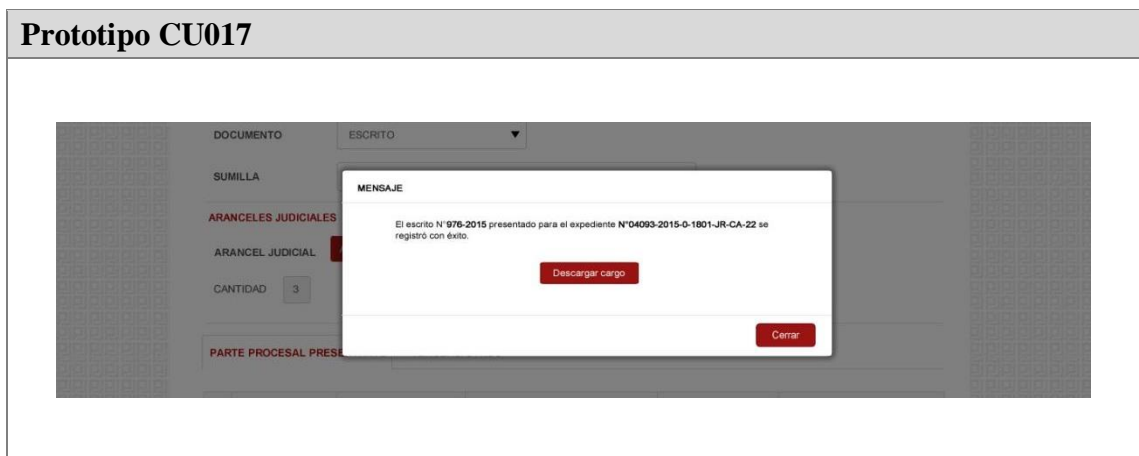 Prototipo CU017
DOCUMENTO ESCRITO
SUMILLA
MENSAJE
ARANCELES JUDICIALES
El escrito N°976-2015 presentado para el expediente N°04093-2015-0-1801-JR-CA-22 se
registró con éxito.
ARANCEL JUDICIAL
Descargar cargo
CANTIDAD 3
Cerrar
PARTE PROCESAL